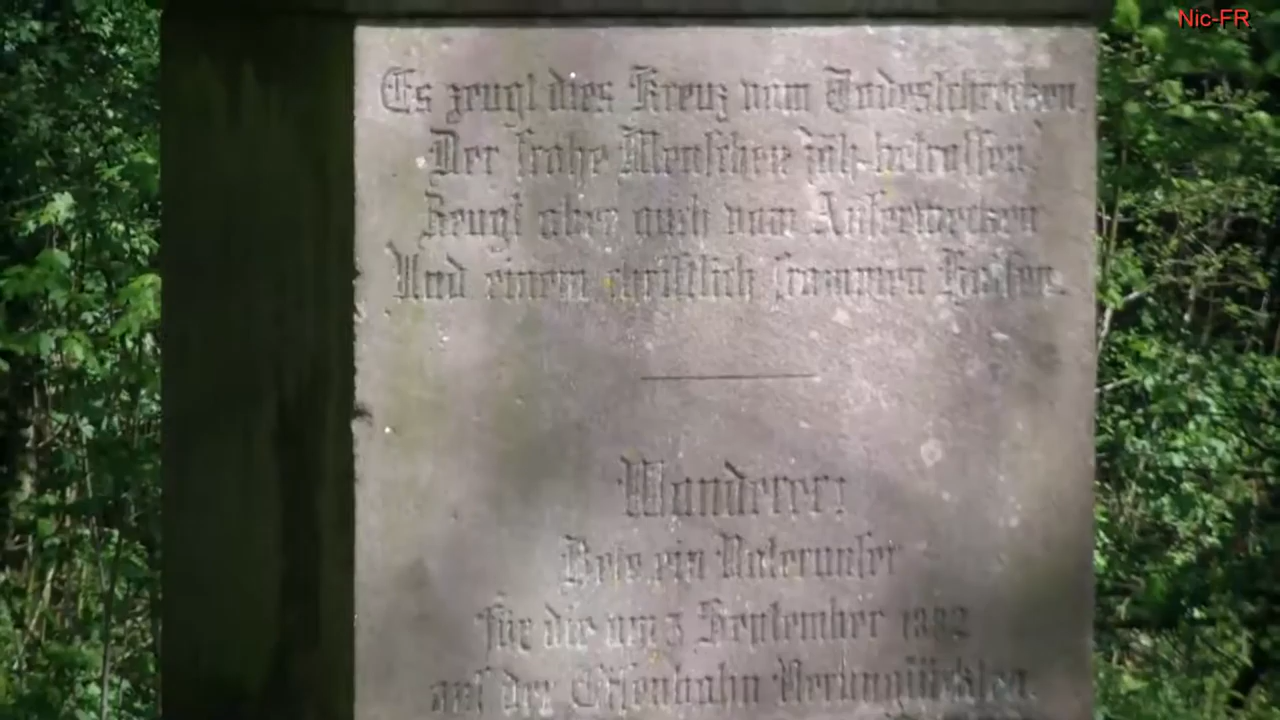 Nic-FR
Es zeugt dies Kreuz vom Todesschrecken,
Der frohe Menschen jäh betroffen.
Zeugt aber auch vom Auferwecken
Und einem christlich frommen Hoffen.
Wanderer!
Bete ein Vaterunser
für die am 3 September 1882
auf der Eisenbahn Verunglückten.